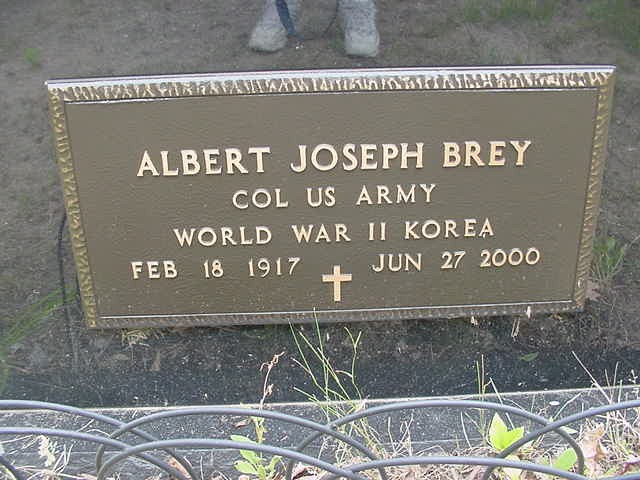 ALBERT JOSEPH BREY
COL US ARMY
WORLD WAR II KOREA
FEB 18 1917 JUN 27 2000